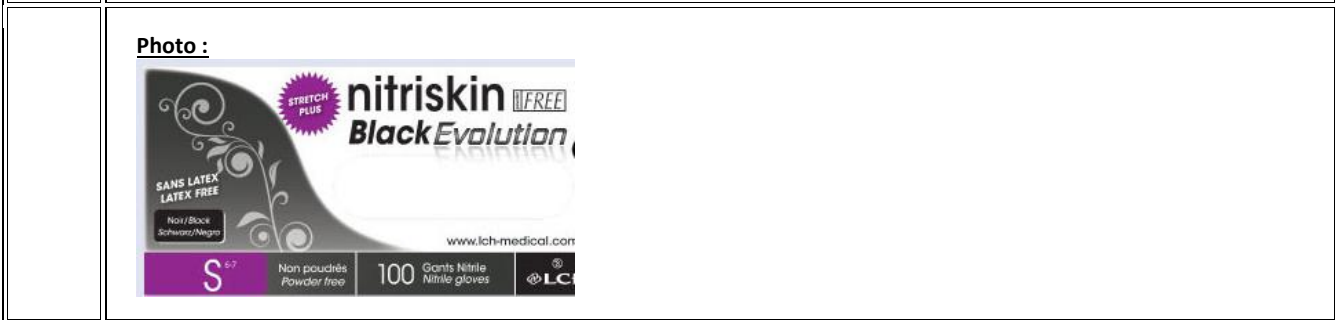 Photo :
STRETCH
PLUS
nitriskin FREE
Black Evolution
SANS LATEX
LATEX FREE
Noir/Black
Schwarz/Negro
www.lch-medical.com
S 6-7
Non poudrés
Powder free
100 Gants Nitrile
Nitrile gloves
LCH